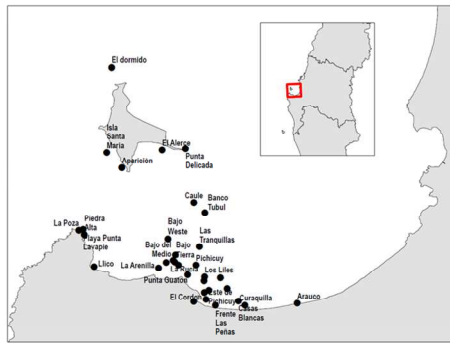 El dormido
Isla
Santa
María
El Alerce
Aparición
Punta
Delicada
Caule
Banco
Tubul
Bajo
Weste
Las
Tranquillas
La Poza
Piedra
Alta
Playa Punta
Lavapie
Bajo del
Medio
Bajo
Tierra
Pichicuy
Llico
La Arenilla
La Rucia
Los Liles
Punta Guatón
El Cordón
Este de
Pichicuy
Curaquilla
Arauco
Casas
Blancas
Frente
Las
Peñas